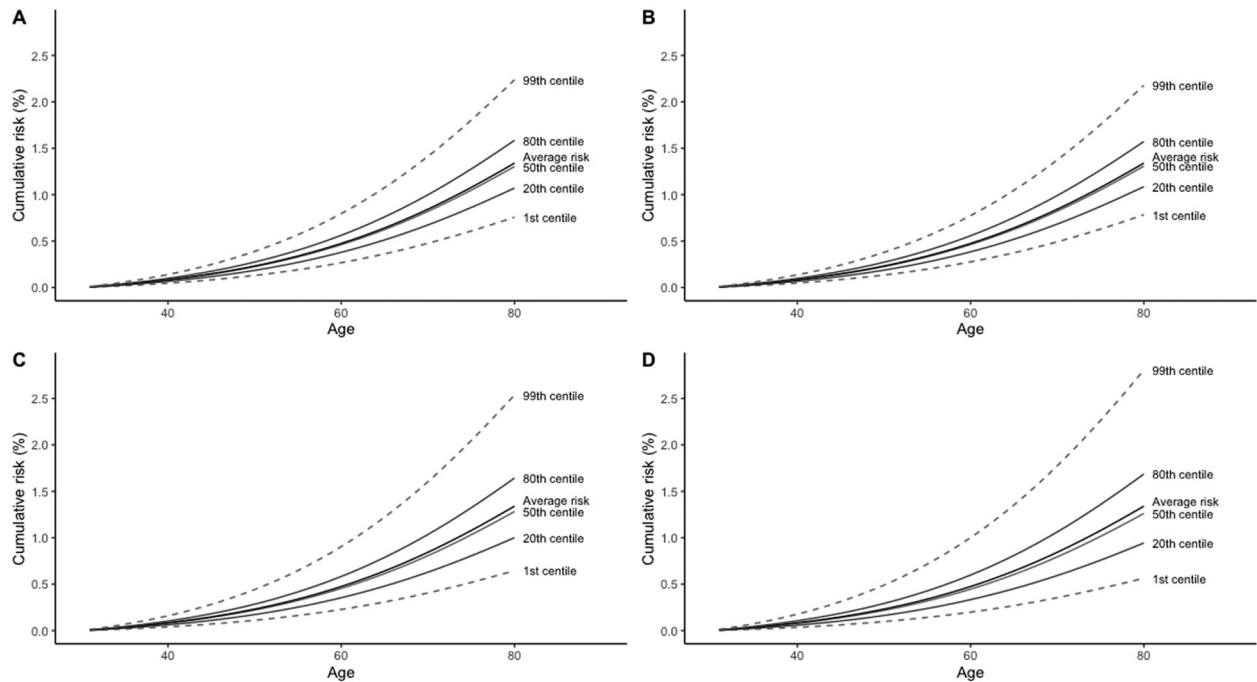 A
Cumulative risk (%)
2.5
2.0
1.5
1.0
0.5
0.0
40
60
80
Age
99th centile
80th centile
Average risk
50th centile
20th centile
1st centile
B
Cumulative risk (%)
2.5
2.0
1.5
1.0
0.5
0.0
40
60
80
Age
99th centile
80th centile
Average risk
50th centile
20th centile
1st centile
C
Cumulative risk (%)
2.5
2.0
1.5
1.0
0.5
0.0
40
60
80
Age
99th centile
80th centile
Average risk
50th centile
20th centile
1st centile
D
Cumulative risk (%)
2.5
2.0
1.5
1.0
0.5
0.0
40
60
80
Age
99th centile
80th centile
Average risk
50th centile
20th centile
1st centile